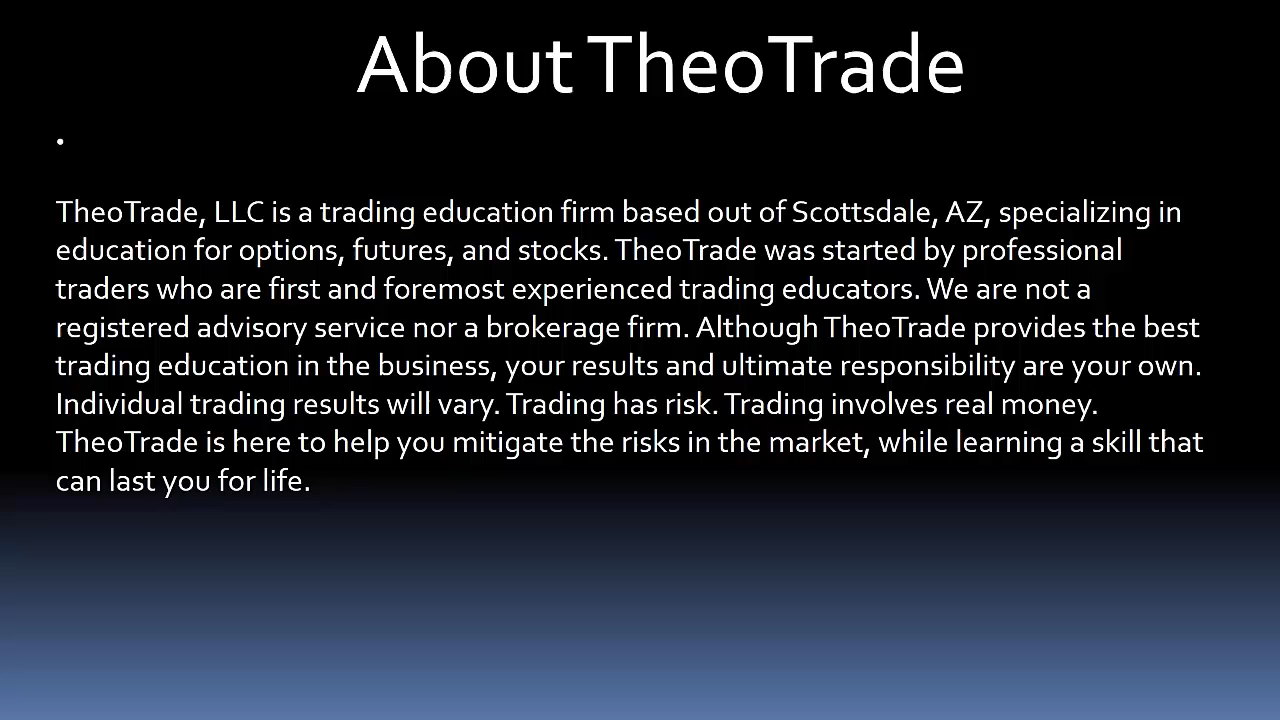 About TheoTrade
•
TheoTrade, LLC is a trading education firm based out of Scottsdale, AZ, specializing in
education for options, futures, and stocks. TheoTrade was started by professional
traders who are first and foremost experienced trading educators. We are not a
registered advisory service nor a brokerage firm. Although TheoTrade provides the best
trading education in the business, your results and ultimate responsibility are your own.
Individual trading results will vary. Trading has risk. Trading involves real money.
TheoTrade is here to help you mitigate the risks in the market, while learning a skill that
can last you for life.